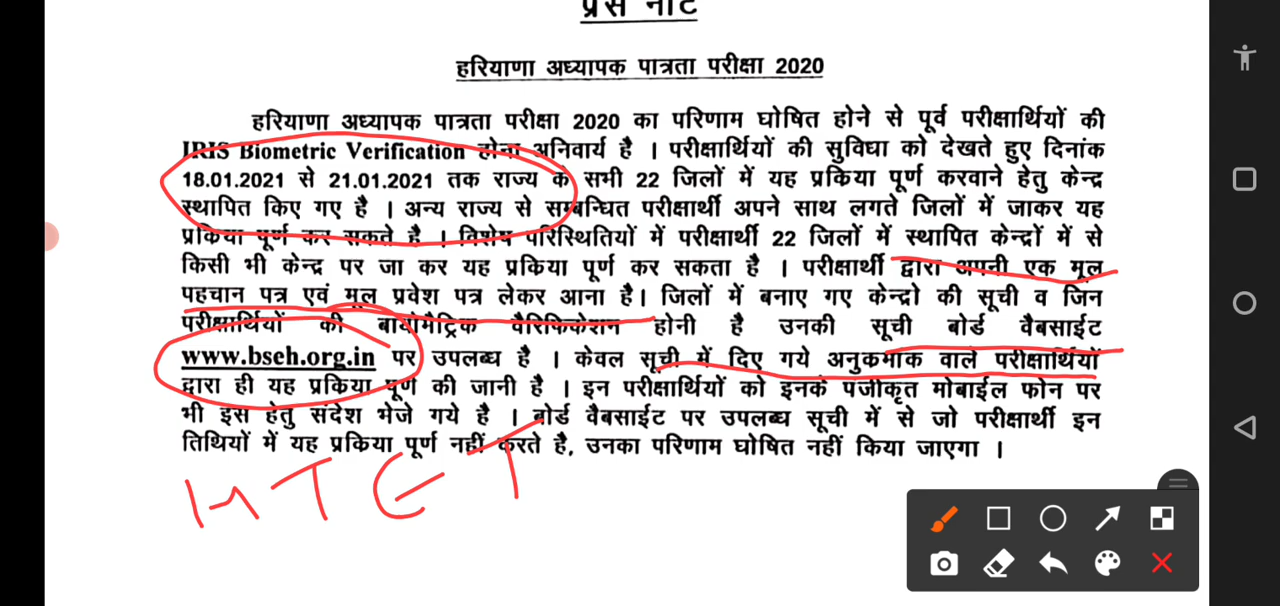 प्रैस नोट
हरियाणा अध्यापक पात्रता परीक्षा 2020
हरियाणा अध्यापक पात्रता परीक्षा 2020 का परिणाम घोषित होने से पूर्व परीक्षार्थियों की
IRIS Biometric Verification होना अनिवार्य है । परीक्षार्थियों की सुविधा को देखते हुए दिनांक
18.01.2021 से 21.01.2021 तक राज्य के सभी 22 जिलों में यह प्रकिया पूर्ण करवाने हेतु केन्द्र
स्थापित किए गए है । अन्य राज्य से सम्बन्धित परीक्षार्थी अपने साथ लगते जिलों में जाकर यह
प्रकिया पूर्ण कर सकते है । विशेष परिस्थितियों में परीक्षार्थी 22 जिलों में स्थापित केन्द्रों में से
किसी भी केन्द्र पर जा कर यह प्रकिया पूर्ण कर सकता है । परीक्षार्थी द्वारा अपनी एक मूल
पहचान पत्र एवं मूल प्रवेश पत्र लेकर आना है। जिलों में बनाए गए केन्द्रो की सूची व जिन
परीक्षार्थियों की बायोमैट्रिक वैरिफिकेशन होनी है उनकी सूची बोर्ड वैबसाईट
www.bseh.org.in पर उपलब्ध है । केवल सूची में दिए गये अनुकमांक वाले परीक्षार्थियों
द्वारा ही यह प्रकिया पूर्ण की जानी है । इन परीक्षार्थियों को इनके पंजीकृत मोबाईल फोन पर
भी इस हेतु संदेश भेजे गये है । बोर्ड वैबसाईट पर उपलब्ध सूची में से जो परीक्षार्थी इन
तिथियों में यह प्रकिया पूर्ण नहीं करते है, उनका परिणाम घोषित नहीं किया जाएगा ।
HTET